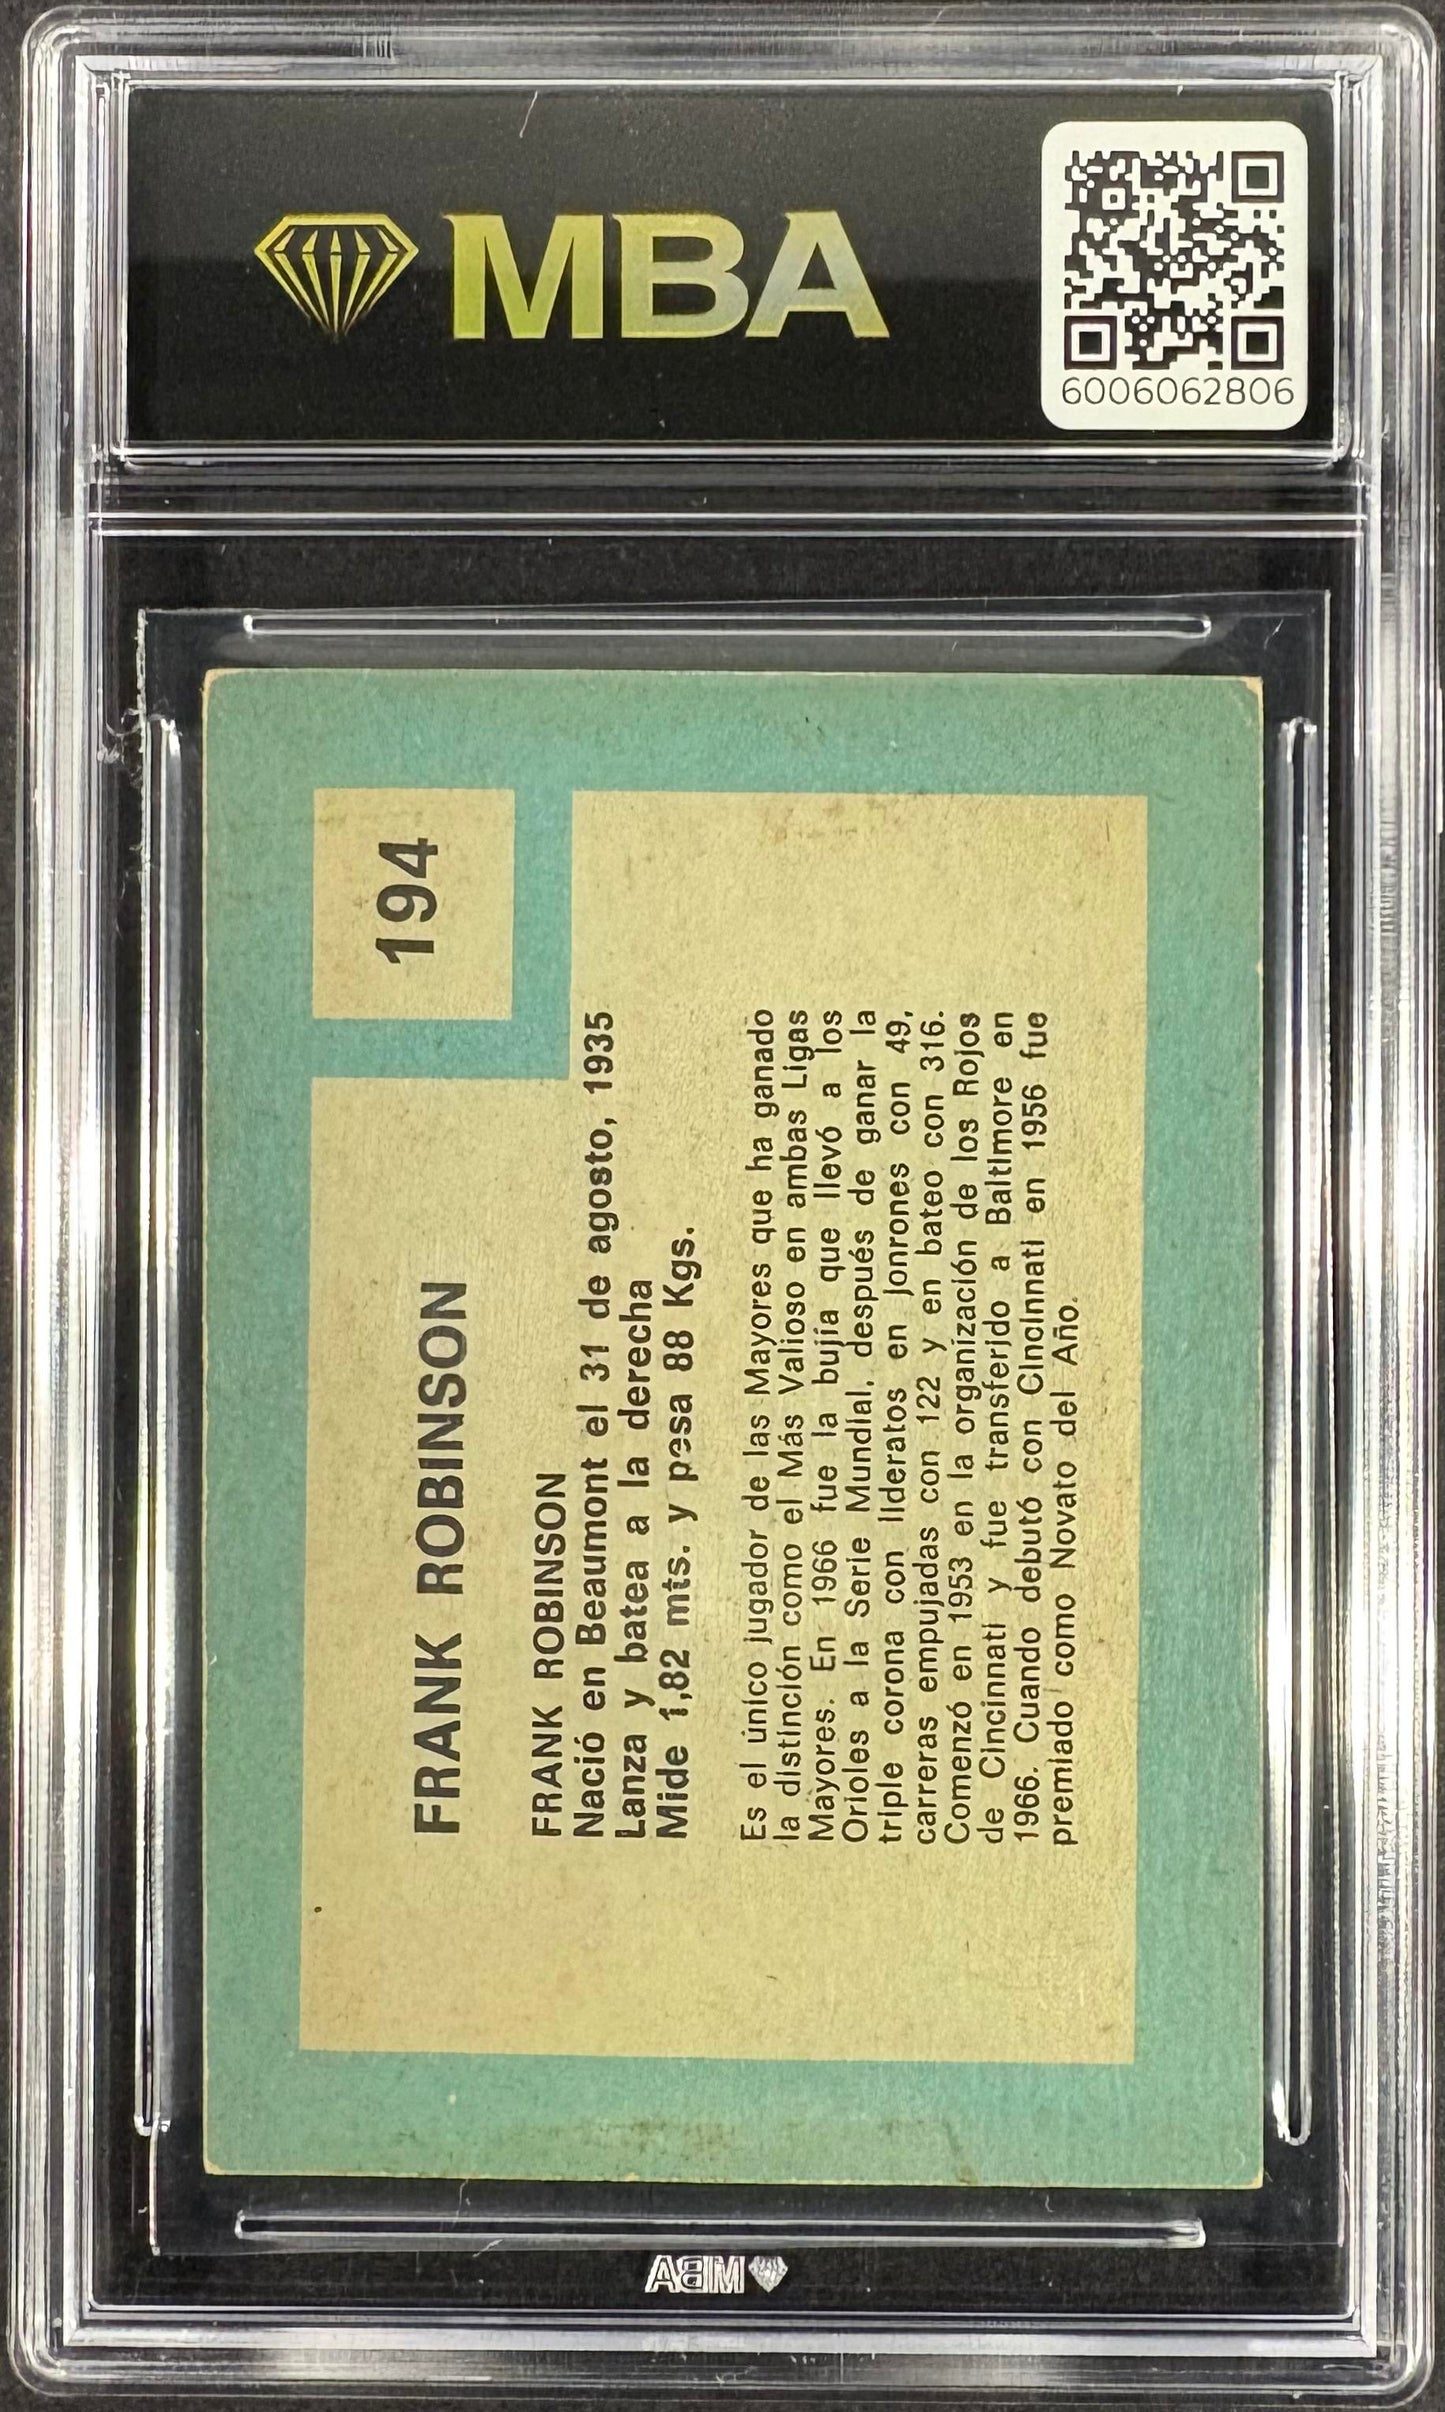 MBA
6006062806
194
FRANK ROBINSON
FRANK ROBINSON
Nació en Beaumont el 31 de agosto, 1935
Lanza y batea a la derecha
Mide 1,82 mts. y pesa 88 Kgs.
Es el único jugador de las Mayores que ha ganado
la distinción como el Más Valioso en ambas Ligas
Mayores. En 1966 fue la bujía que llevó a los
Orioles a la Serie Mundial, después de ganar la
triple corona con lideratos en jonrones con 49,
carreras empujadas con 122 y en bateo con 316.
Comenzó en 1953 en la organización de los Rojos
de Cincinnati y fue transferido a Baltimore en
1966. Cuando debutó con Cincinnati en 1956 fue
premiado como Novato del Año.
MBA